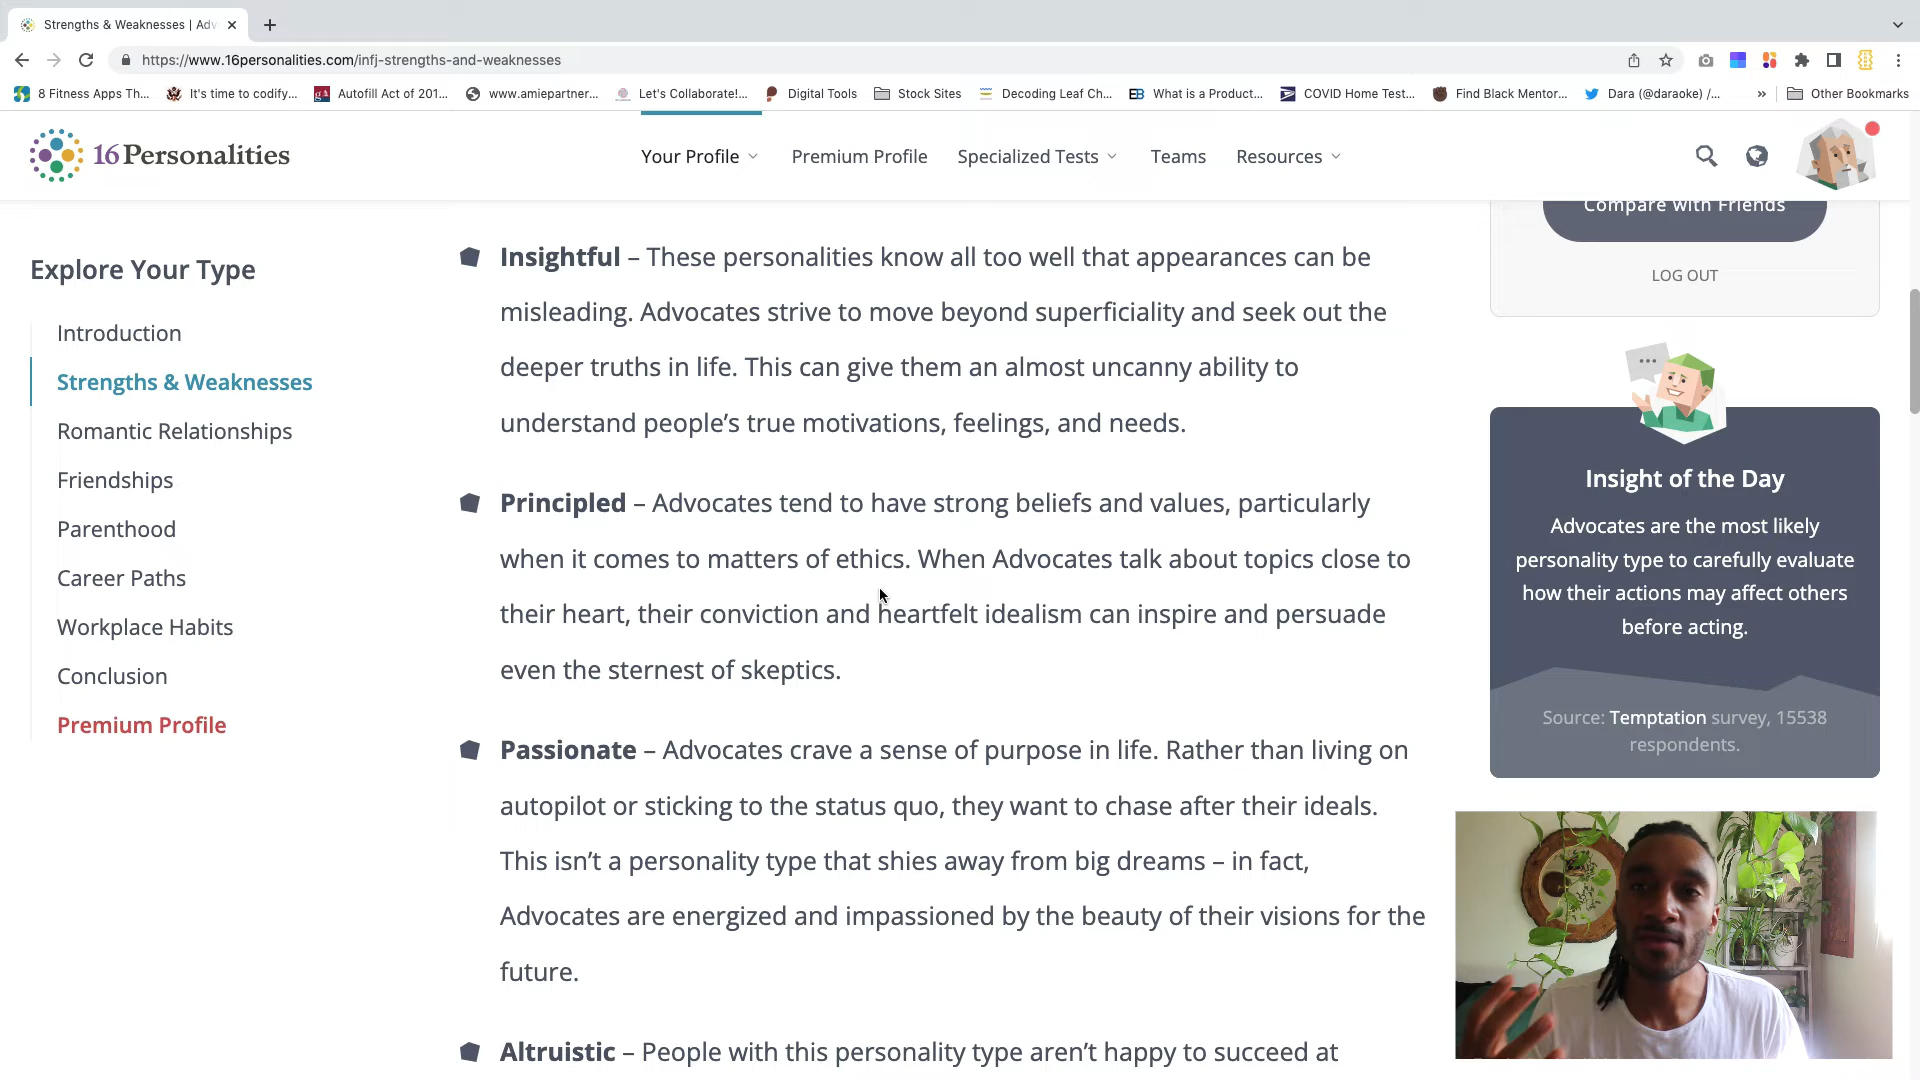 Strengths & Weaknesses | Adv
https://www.16personalities.com/infj-strengths-and-weaknesses
8 Fitness Apps Th...
It's time to codify...
Autofill Act of 201...
www.amiepartner...
Let's Collaborate!...
Digital Tools
Stock Sites
Decoding Leaf Ch...
What is a Product...
COVID Home Test...
Find Black Mentor...
Dara (@daraoke) /...
»
Other Bookmarks
16Personalities
Your Profile
Premium Profile
Specialized Tests
Teams
Resources
Explore Your Type
Introduction
Strengths & Weaknesses
Romantic Relationships
Friendships
Parenthood
Career Paths
Workplace Habits
Conclusion
Premium Profile
Insightful – These personalities know all too well that appearances can be
misleading. Advocates strive to move beyond superficiality and seek out the
deeper truths in life. This can give them an almost uncanny ability to
understand people’s true motivations, feelings, and needs.
Principled – Advocates tend to have strong beliefs and values, particularly
when it comes to matters of ethics. When Advocates talk about topics close to
their heart, their conviction and heartfelt idealism can inspire and persuade
even the sternest of skeptics.
Passionate – Advocates crave a sense of purpose in life. Rather than living on
autopilot or sticking to the status quo, they want to chase after their ideals.
This isn’t a personality type that shies away from big dreams – in fact,
Advocates are energized and impassioned by the beauty of their visions for the
future.
Altruistic – People with this personality type aren’t happy to succeed at
Compare with Friends
LOG OUT
Insight of the Day
Advocates are the most likely
personality type to carefully evaluate
how their actions may affect others
before acting.
Source: Temptation survey, 15538
respondents.